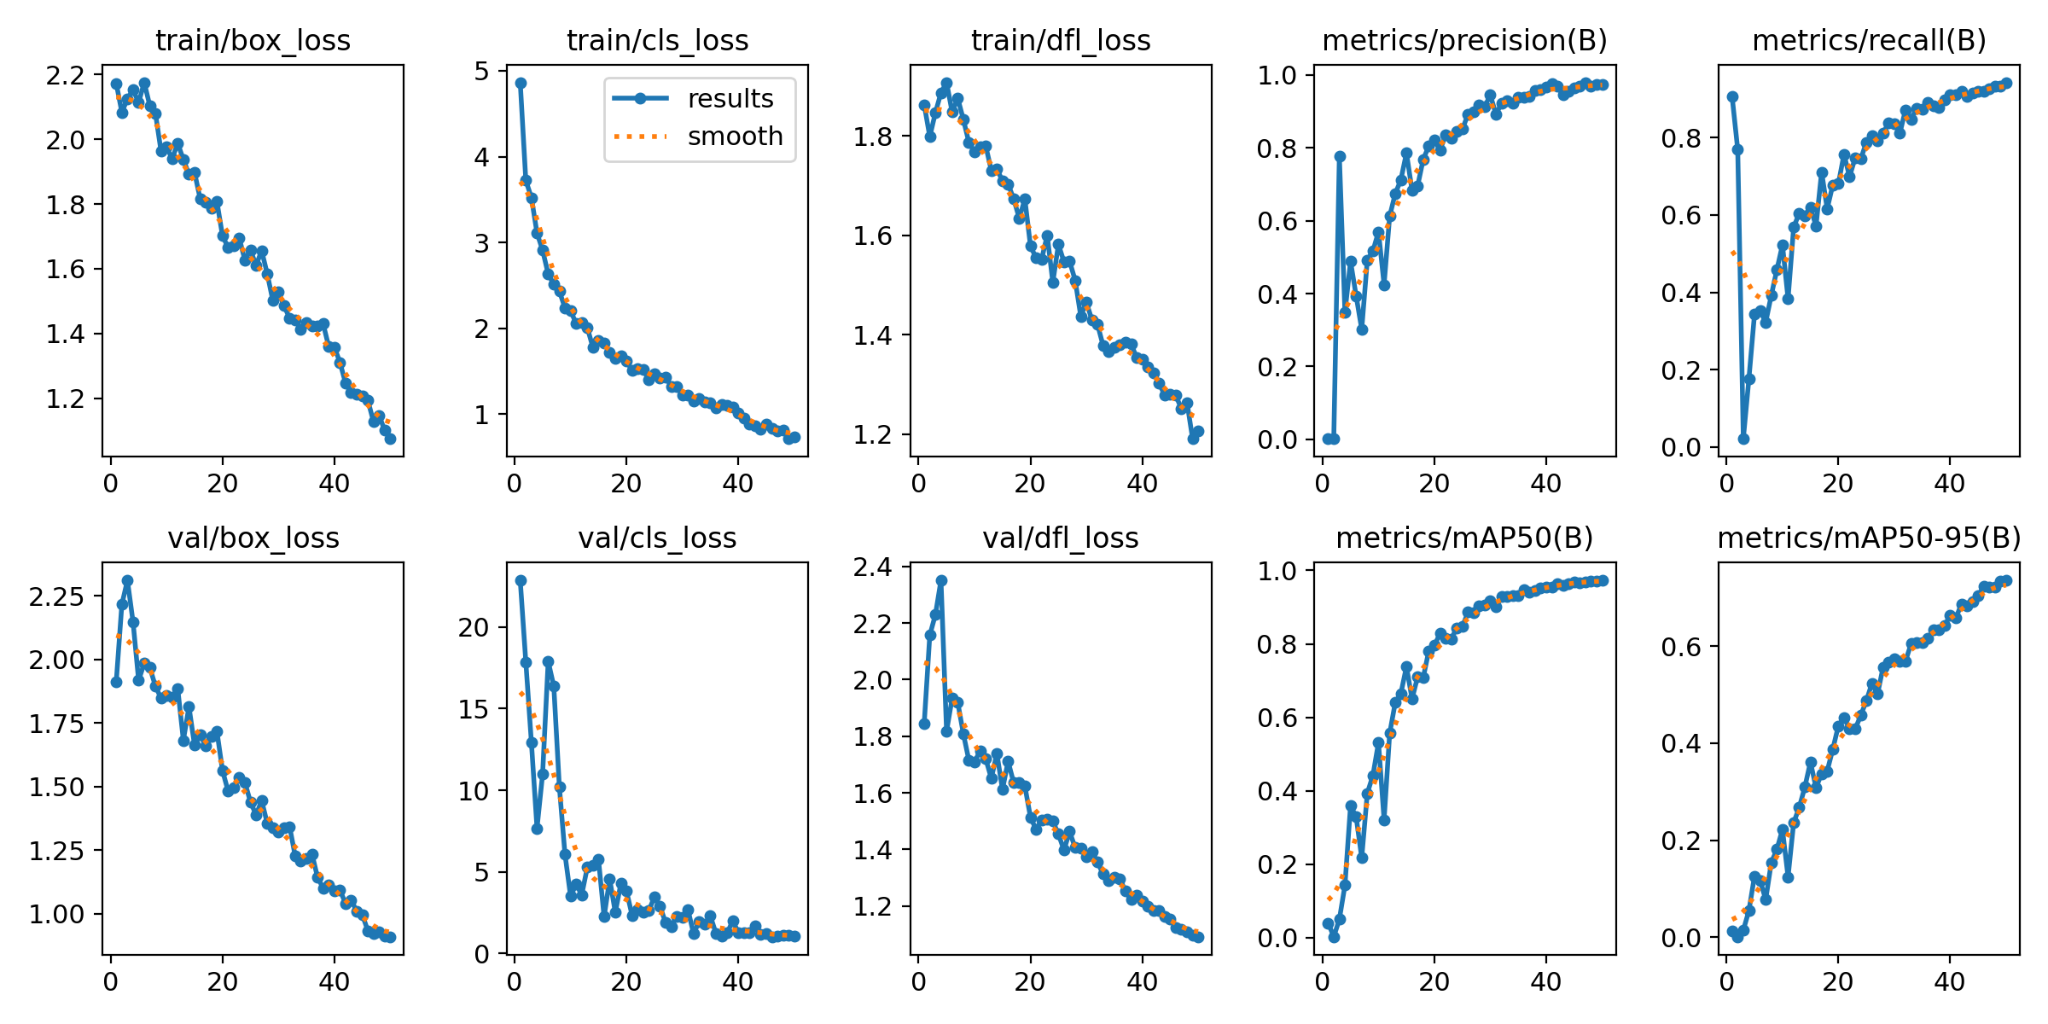 train/box_loss
train/cls_loss
train/dfl_loss
metrics/precision(B)
metrics/recall(B)
2.2
2.0
1.8
1.6
1.4
1.2
0 20 40
5
4
3
2
1
0 20 40
results
smooth
1.8
1.6
1.4
1.2
0 20 40
1.0
0.8
0.6
0.4
0.2
0.0
0 20 40
0.8
0.6
0.4
0.2
0.0
0 20 40
val/box_loss
val/cls_loss
val/dfl_loss
metrics/mAP50(B)
metrics/mAP50-95(B)
2.25
2.00
1.75
1.50
1.25
1.00
0 20 40
20
15
10
5
0
0 20 40
2.4
2.2
2.0
1.8
1.6
1.4
1.2
0 20 40
1.0
0.8
0.6
0.4
0.2
0.0
0 20 40
0.6
0.4
0.2
0.0
0 20 40